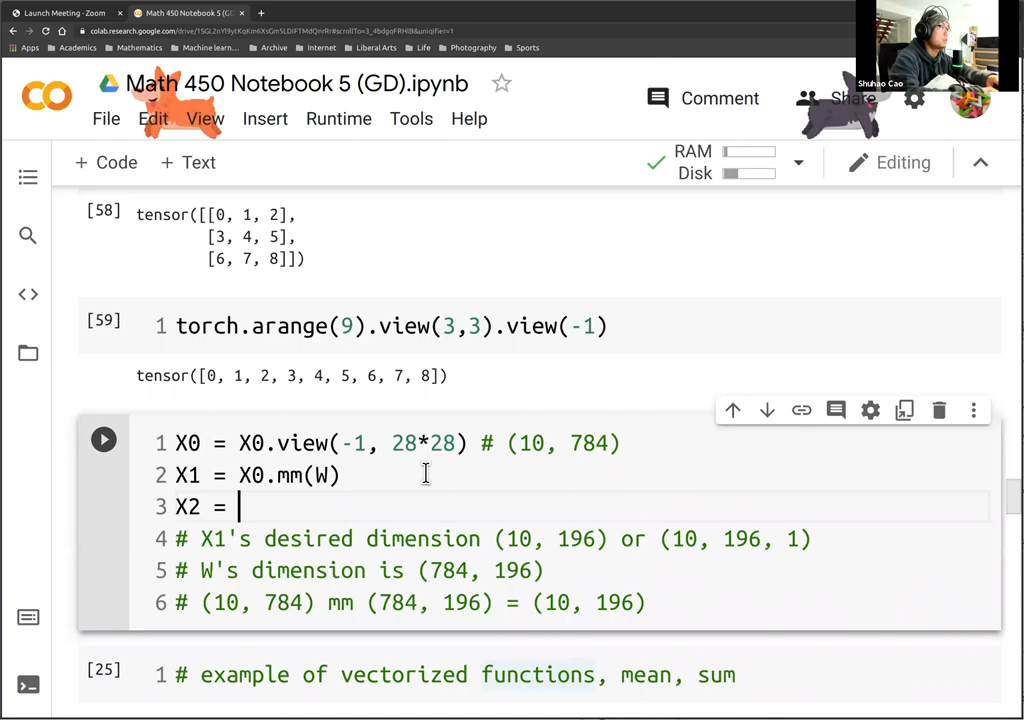 Launch Meeting - Zoom
Math 450 Notebook 5 (GD
colab.research.google.com/drive/
Apps Academics Mathematics Machine learn... Archive Internet Liberal Arts Life Photography Sports
Shuhao Cao
Math 450 Notebook 5 (GD).ipynb
Comment Share
File Edit View Insert Runtime Tools Help
+ Code + Text
RAM
Disk
Editing
[58] tensor([[0, 1, 2],
[3, 4, 5],
[6, 7, 8]])
[59] 1 torch.arange(9).view(3,3).view(-1)
tensor([0, 1, 2, 3, 4, 5, 6, 7, 8])
1 X0 = X0.view(-1, 28*28) # (10, 784)
2 X1 = X0.mm(W)
3 X2 =
4 # X1's desired dimension (10, 196) or (10, 196, 1)
5 # W's dimension is (784, 196)
6 # (10, 784) mm (784, 196) = (10, 196)
[25] 1 # example of vectorized functions, mean, sum